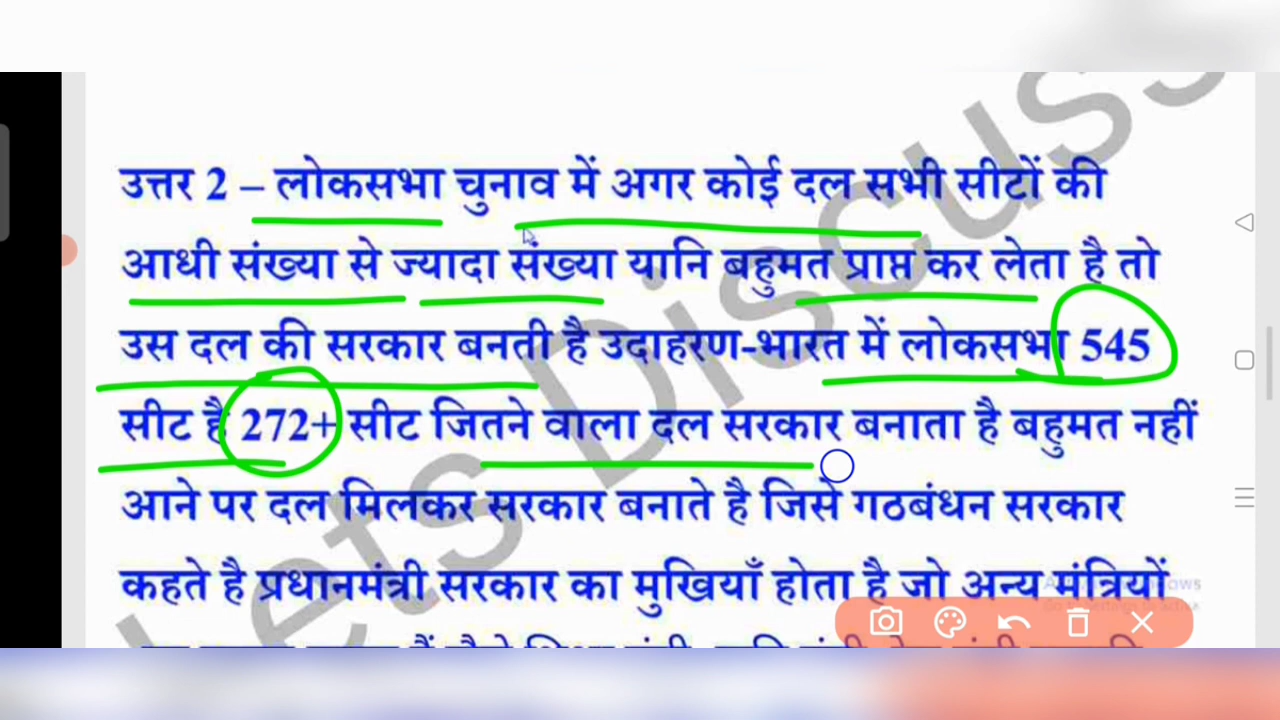 उत्तर 2 – लोकसभा चुनाव में अगर कोई दल सभी सीटों की
आधी संख्या से ज्यादा संख्या यानि बहुमत प्राप्त कर लेता है तो
उस दल की सरकार बनती है उदाहरण-भारत में लोकसभा 545
सीट है 272+ सीट जितने वाला दल सरकार बनाता है बहुमत नहीं
आने पर दल मिलकर सरकार बनाते है जिसे गठबंधन सरकार
कहते है प्रधानमंत्री सरकार का मुखियाँ होता है जो अन्य मंत्रियों
Lets Discuss